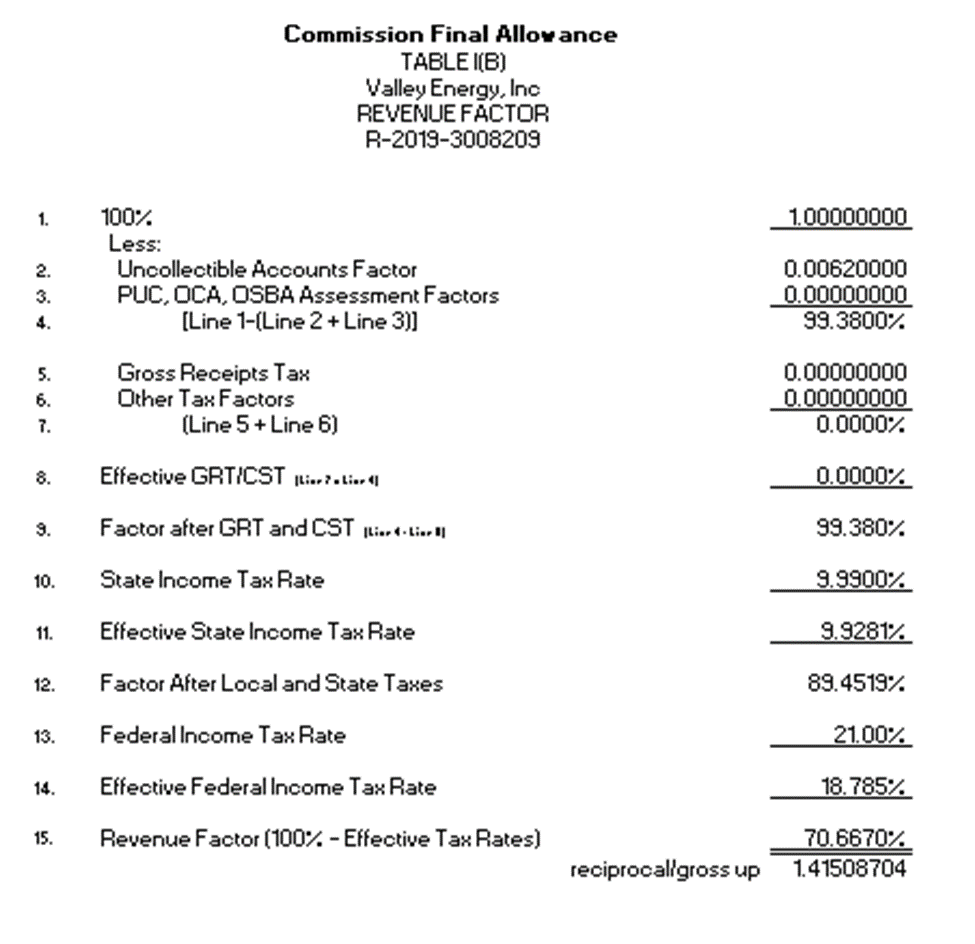 Commission Final Allowance
TABLE I(B)
Valley Energy, Inc
REVENUE FACTOR
R-2019-3008209
1. 100% 1.00000000
Less:
2. Uncollectible Accounts Factor 0.00620000
3. PUC, OCA, OSBA Assessment Factors 0.00000000
4. [Line 1-(Line 2 + Line 3)] 99.3800%
5. Gross Receipts Tax 0.00000000
6. Other Tax Factors 0.00000000
7. (Line 5 + Line 6) 0.0000%
8. Effective GRT/CST 0.0000%
9. Factor after GRT and CST 99.380%
10. State Income Tax Rate 9.9900%
11. Effective State Income Tax Rate 9.9281%
12. Factor After Local and State Taxes 89.4519%
13. Federal Income Tax Rate 21.00%
14. Effective Federal Income Tax Rate 18.785%
15. Revenue Factor (100% - Effective Tax Rates) 70.6670%
reciprocal/gross up 1.41508704